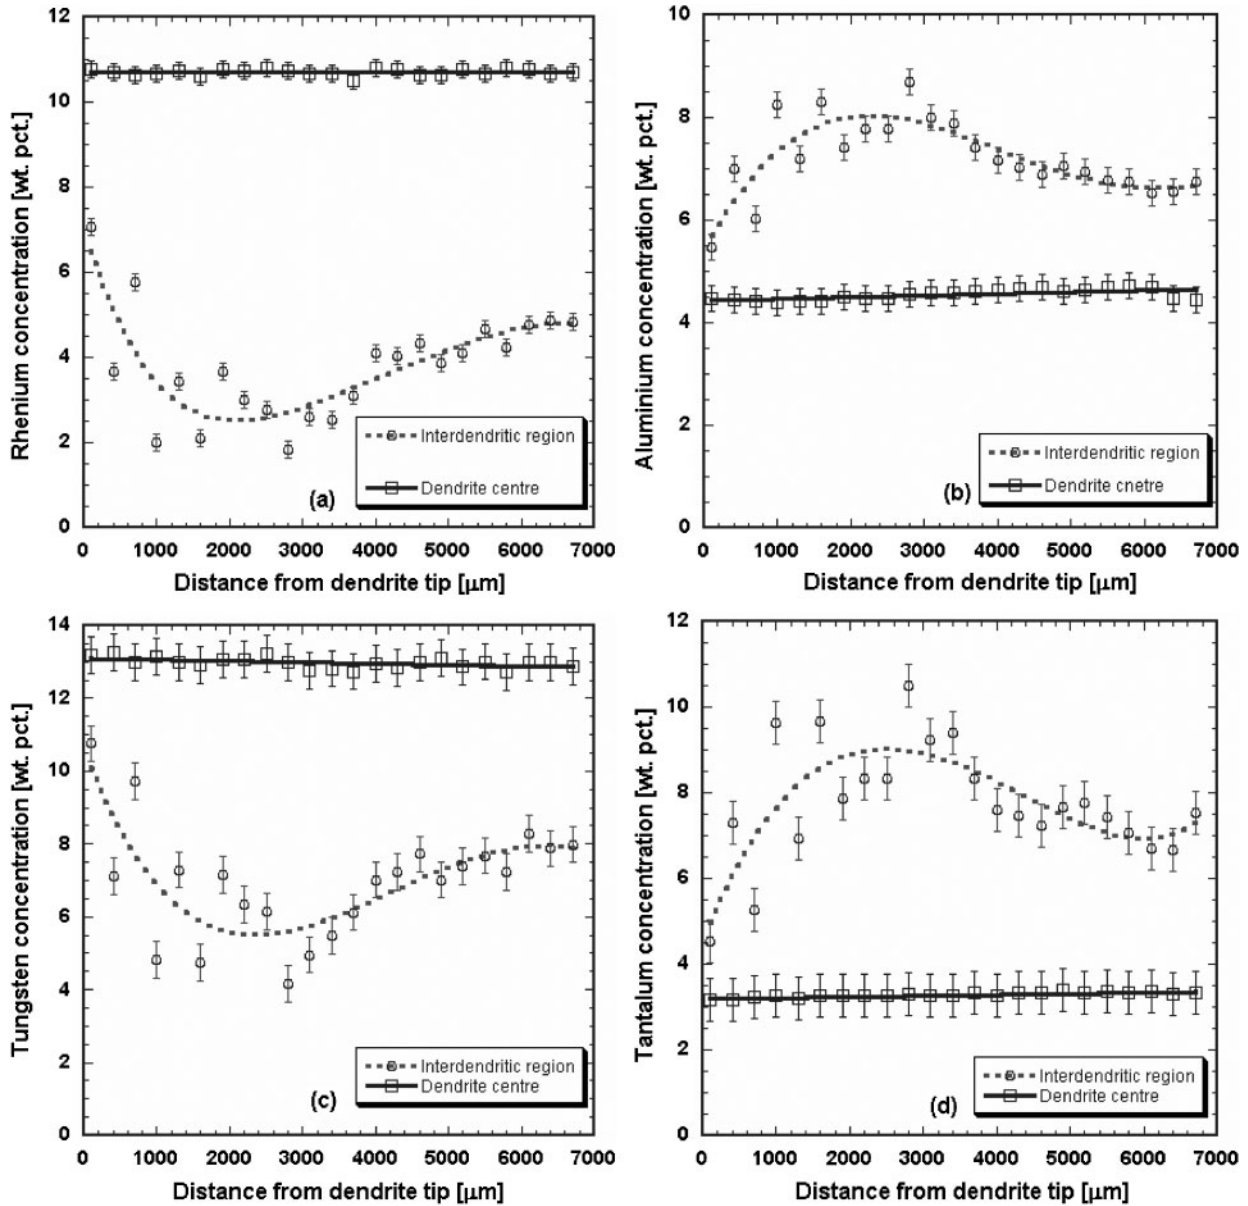 Rhenium concentration [wt. pct.]
12
10
8
6
4
2
0
Interdendritic region
Dendrite centre
(a)
0 1000 2000 3000 4000 5000 6000 7000
Distance from dendrite tip [μm]
Aluminium concentration [wt. pct.]
10
8
6
4
2
0
Interdendritic region
Dendrite cnetre
(b)
0 1000 2000 3000 4000 5000 6000 7000
Distance from dendrite tip [μm]
Tungsten concentration [wt. pct.]
14
12
10
8
6
4
2
0
Interdendritic region
Dendrite centre
(c)
0 1000 2000 3000 4000 5000 6000 7000
Distance from dendrite tip [μm]
Tantalum concentration [wt. pct.]
12
10
8
6
4
2
0
Interdendritic region
Dendrite centre
(d)
0 1000 2000 3000 4000 5000 6000 7000
Distance from dendrite tip [μm]